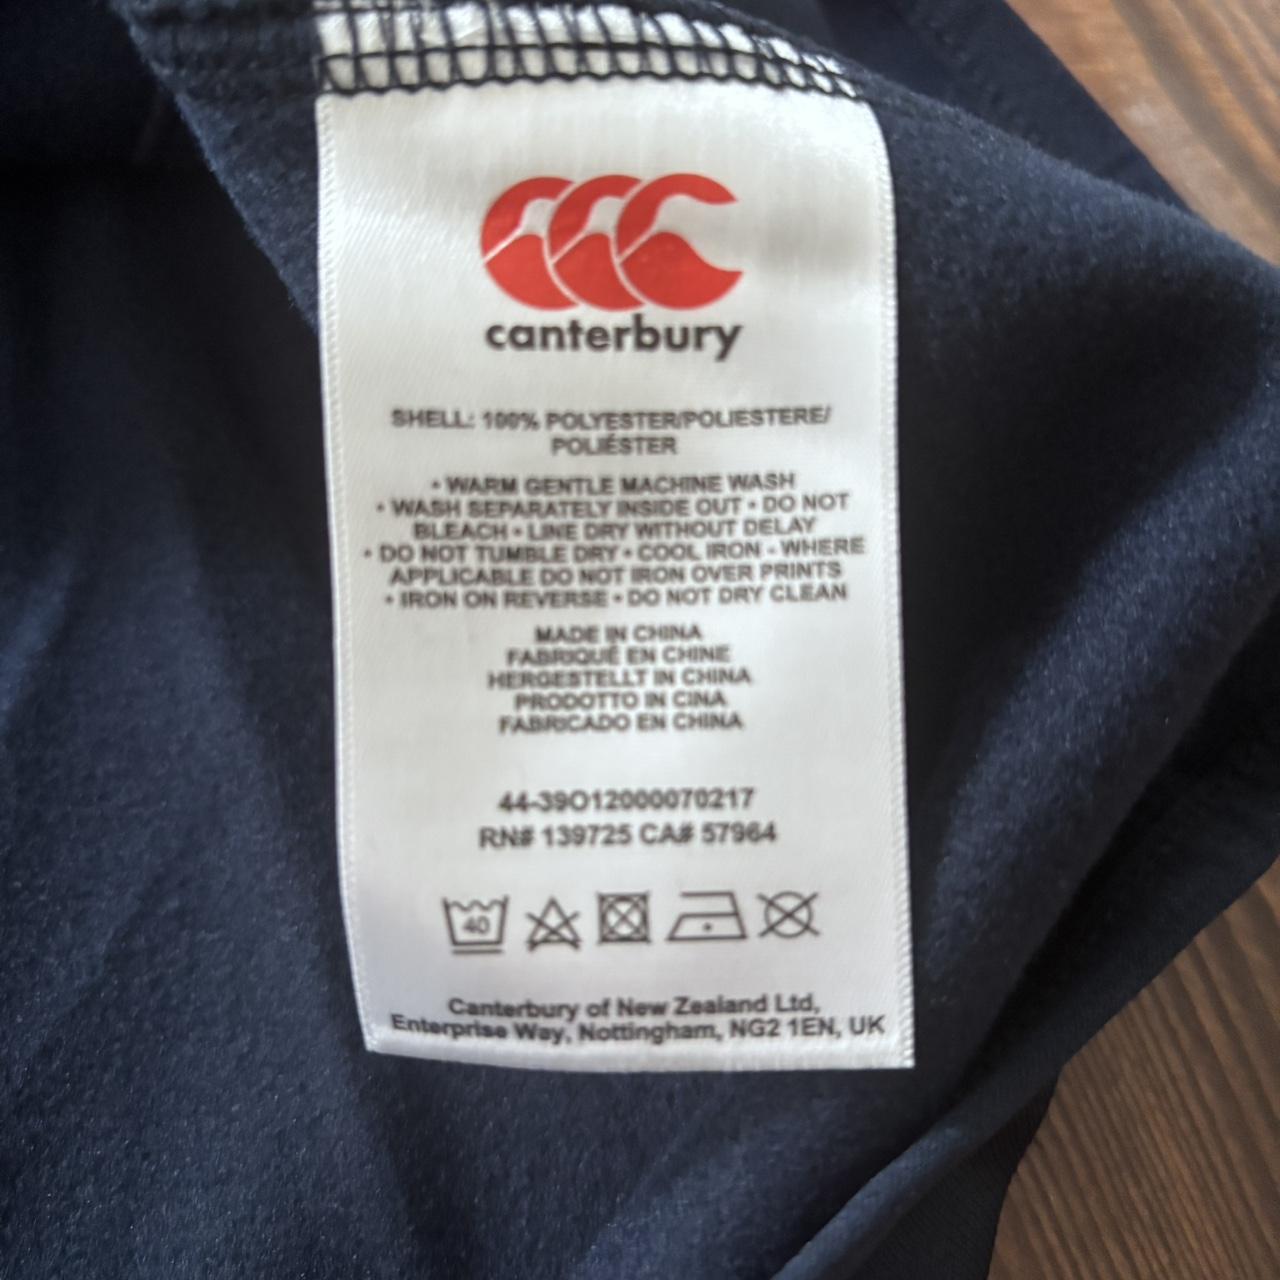 canterbury
SHELL: 100% POLYESTER/POLIESTERE/
POLIÉSTER
• WARM GENTLE MACHINE WASH
• WASH SEPARATELY INSIDE OUT • DO NOT
BLEACH • LINE DRY WITHOUT DELAY
• DO NOT TUMBLE DRY • COOL IRON - WHERE
APPLICABLE DO NOT IRON OVER PRINTS
• IRON ON REVERSE • DO NOT DRY CLEAN
MADE IN CHINA
FABRIQUÉ EN CHINE
HERGESTELLT IN CHINA
PRODOTTO IN CINA
FABRICADO EN CHINA
44-39O12000070217
RN# 139725 CA# 57964
40
Canterbury of New Zealand Ltd,
Enterprise Way, Nottingham, NG2 1EN, UK